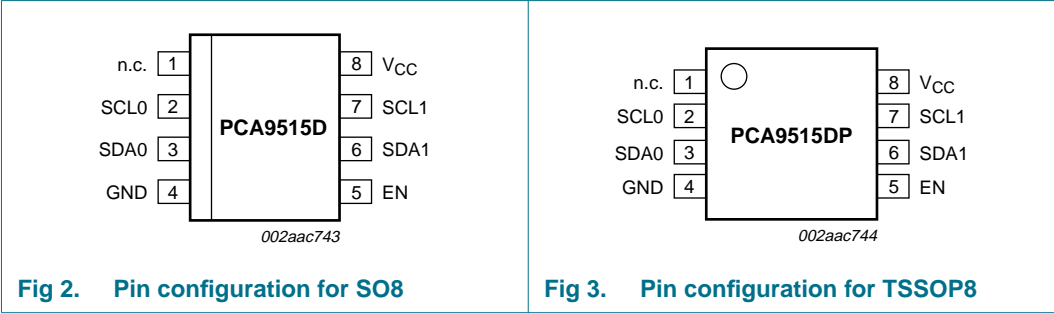 n.c. 1 8 VCC
SCL0 2 7 SCL1
PCA9515D
SDA0 3 6 SDA1
GND 4 5 EN
002aac743
Fig 2. Pin configuration for SO8
n.c. 1 8 VCC
SCL0 2 7 SCL1
PCA9515DP
SDA0 3 6 SDA1
GND 4 5 EN
002aac744
Fig 3. Pin configuration for TSSOP8